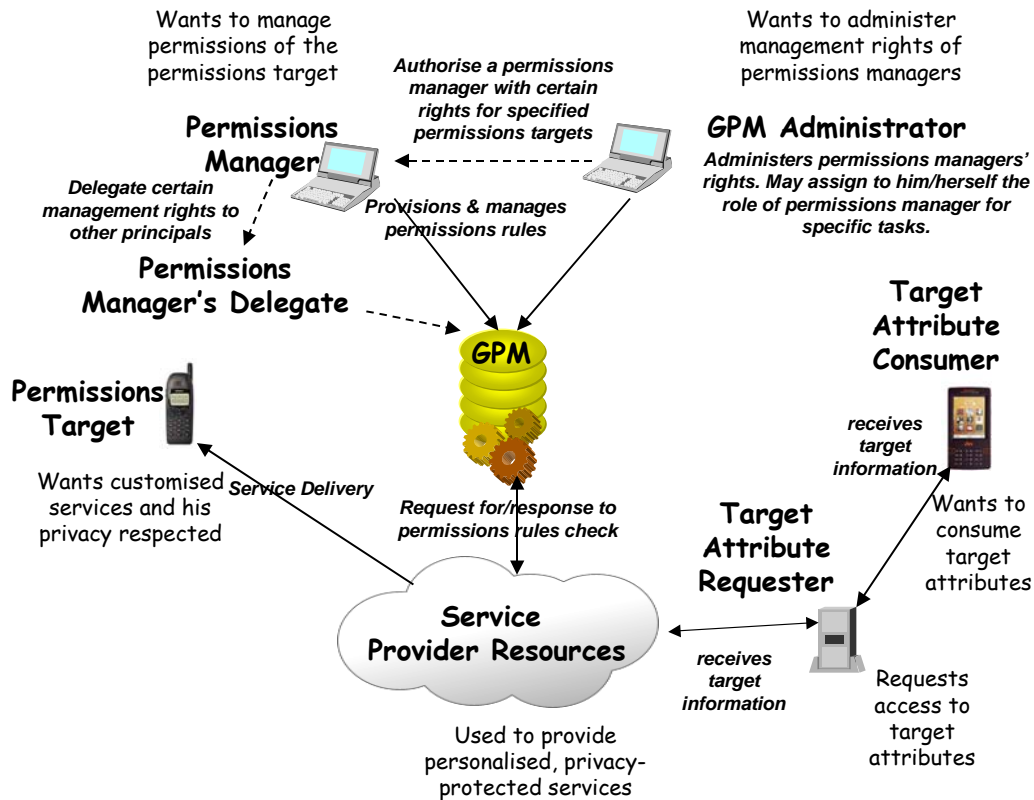 Wants to manage
permissions of the
permissions target
Wants to administer
management rights of
permissions managers
Authorise a permissions
manager with certain
rights for specified
permissions targets
Permissions
Manager
GPM Administrator
Administers permissions managers'
rights. May assign to him/herself the
role of permissions manager for
specific tasks.
Delegate certain
management rights to
other principals
Provisions & manages
permissions rules
Permissions
Manager's Delegate
Target
Attribute
Consumer
GPM
Permissions
Target
receives
target
information
Wants customised
services and his
privacy respected
Service Delivery
Request for/response to
permissions rules check
Target
Attribute
Requester
Wants to
consume
target
attributes
Service
Provider Resources
receives
target
information
Requests
access to
target
attributes
Used to provide
personalised, privacy-
protected services